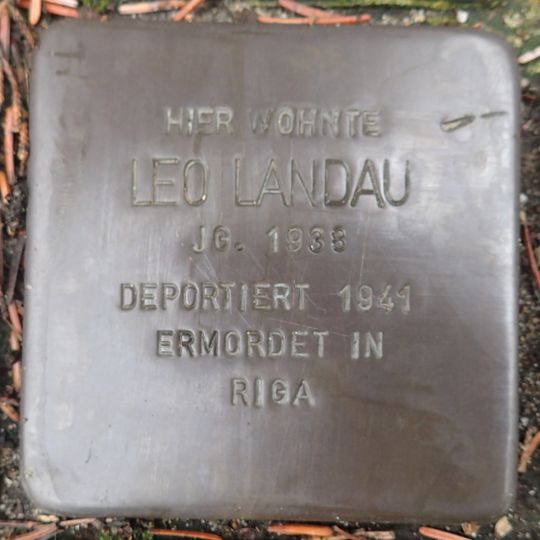 HIER WOHNTE
LEO LANDAU
JG. 1938
DEPORTIERT 1941
ERMORDET IN
RIGA